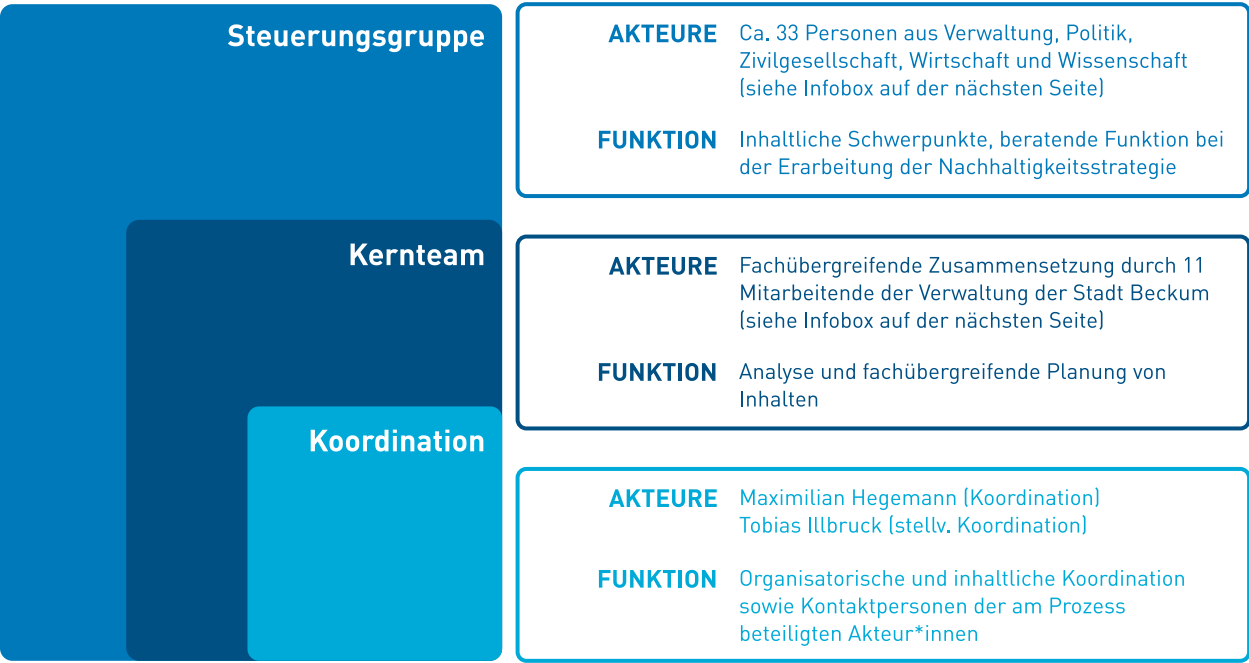 Steuerungsgruppe
AKTEURE Ca. 33 Personen aus Verwaltung, Politik,
Zivilgesellschaft, Wirtschaft und Wissenschaft
(siehe Infobox auf der nächsten Seite)
FUNKTION Inhaltliche Schwerpunkte, beratende Funktion bei
der Erarbeitung der Nachhaltigkeitsstrategie
Kernteam
AKTEURE Fachübergreifende Zusammensetzung durch 11
Mitarbeitende der Verwaltung der Stadt Beckum
(siehe Infobox auf der nächsten Seite)
FUNKTION Analyse und fachübergreifende Planung von
Inhalten
Koordination
AKTEURE Maximilian Hegemann (Koordination)
Tobias Illbruck (stellv. Koordination)
FUNKTION Organisatorische und inhaltliche Koordination
sowie Kontaktpersonen der am Prozess
beteiligten Akteur*innen